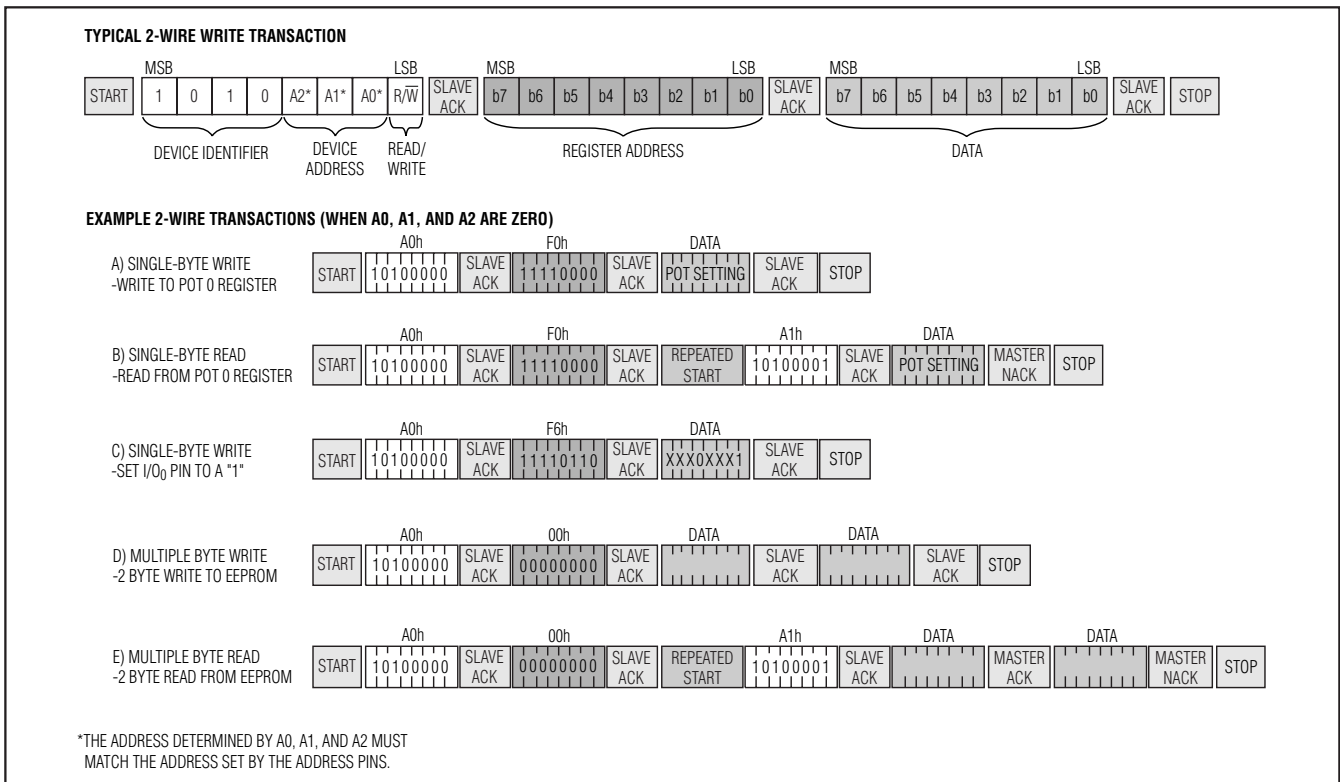 TYPICAL 2-WIRE WRITE TRANSACTION
MSB LSB MSB LSB MSB LSB
START 1 0 1 0 A2* A1* A0* R/W̅ SLAVE ACK b7 b6 b5 b4 b3 b2 b1 b0 SLAVE ACK b7 b6 b5 b4 b3 b2 b1 b0 SLAVE ACK STOP
DEVICE IDENTIFIER DEVICE ADDRESS READ/WRITE REGISTER ADDRESS DATA
EXAMPLE 2-WIRE TRANSACTIONS (WHEN A0, A1, AND A2 ARE ZERO)
A0h F0h DATA
A) SINGLE-BYTE WRITE
-WRITE TO POT 0 REGISTER
START 10100000 SLAVE ACK 11110000 SLAVE ACK POT SETTING SLAVE ACK STOP
A0h F0h A1h DATA
B) SINGLE-BYTE READ
-READ FROM POT 0 REGISTER
START 10100000 SLAVE ACK 11110000 SLAVE ACK REPEATED START 10100001 SLAVE ACK POT SETTING MASTER NACK STOP
A0h F6h DATA
C) SINGLE-BYTE WRITE
-SET I/O0 PIN TO A "1"
START 10100000 SLAVE ACK 11110110 SLAVE ACK XXX0XXX1 SLAVE ACK STOP
A0h 00h DATA DATA
D) MULTIPLE BYTE WRITE
-2 BYTE WRITE TO EEPROM
START 10100000 SLAVE ACK 00000000 SLAVE ACK SLAVE ACK SLAVE ACK STOP
A0h 00h A1h DATA DATA
E) MULTIPLE BYTE READ
-2 BYTE READ FROM EEPROM
START 10100000 SLAVE ACK 00000000 SLAVE ACK REPEATED START 10100001 SLAVE ACK MASTER ACK MASTER NACK STOP
*THE ADDRESS DETERMINED BY A0, A1, AND A2 MUST
MATCH THE ADDRESS SET BY THE ADDRESS PINS.